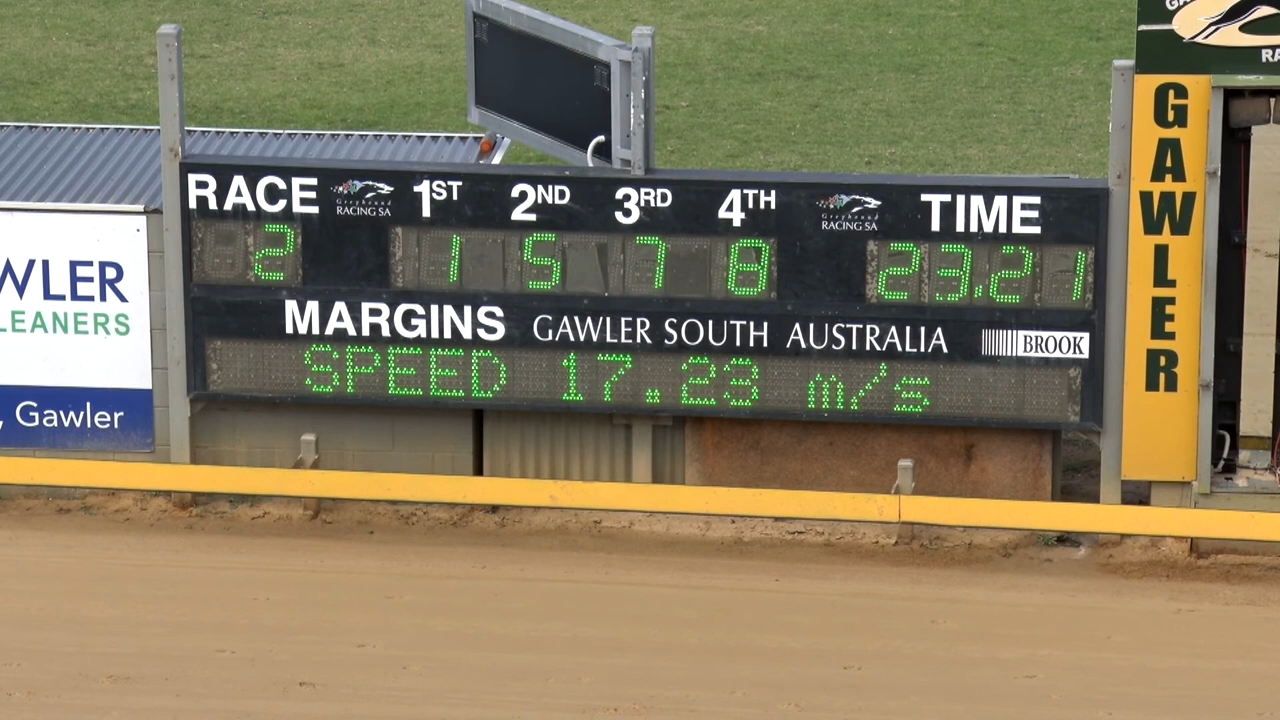 GAWLER
RACE
Greyhound
RACING SA
1ST
2ND
3RD
4TH
Greyhound
RACING SA
TIME
2
1
5
7
8
23.21
MARGINS
GAWLER SOUTH AUSTRALIA
BROOK
SPEED 17.23 m/s
WLER
LEANERS
, Gawler
RA